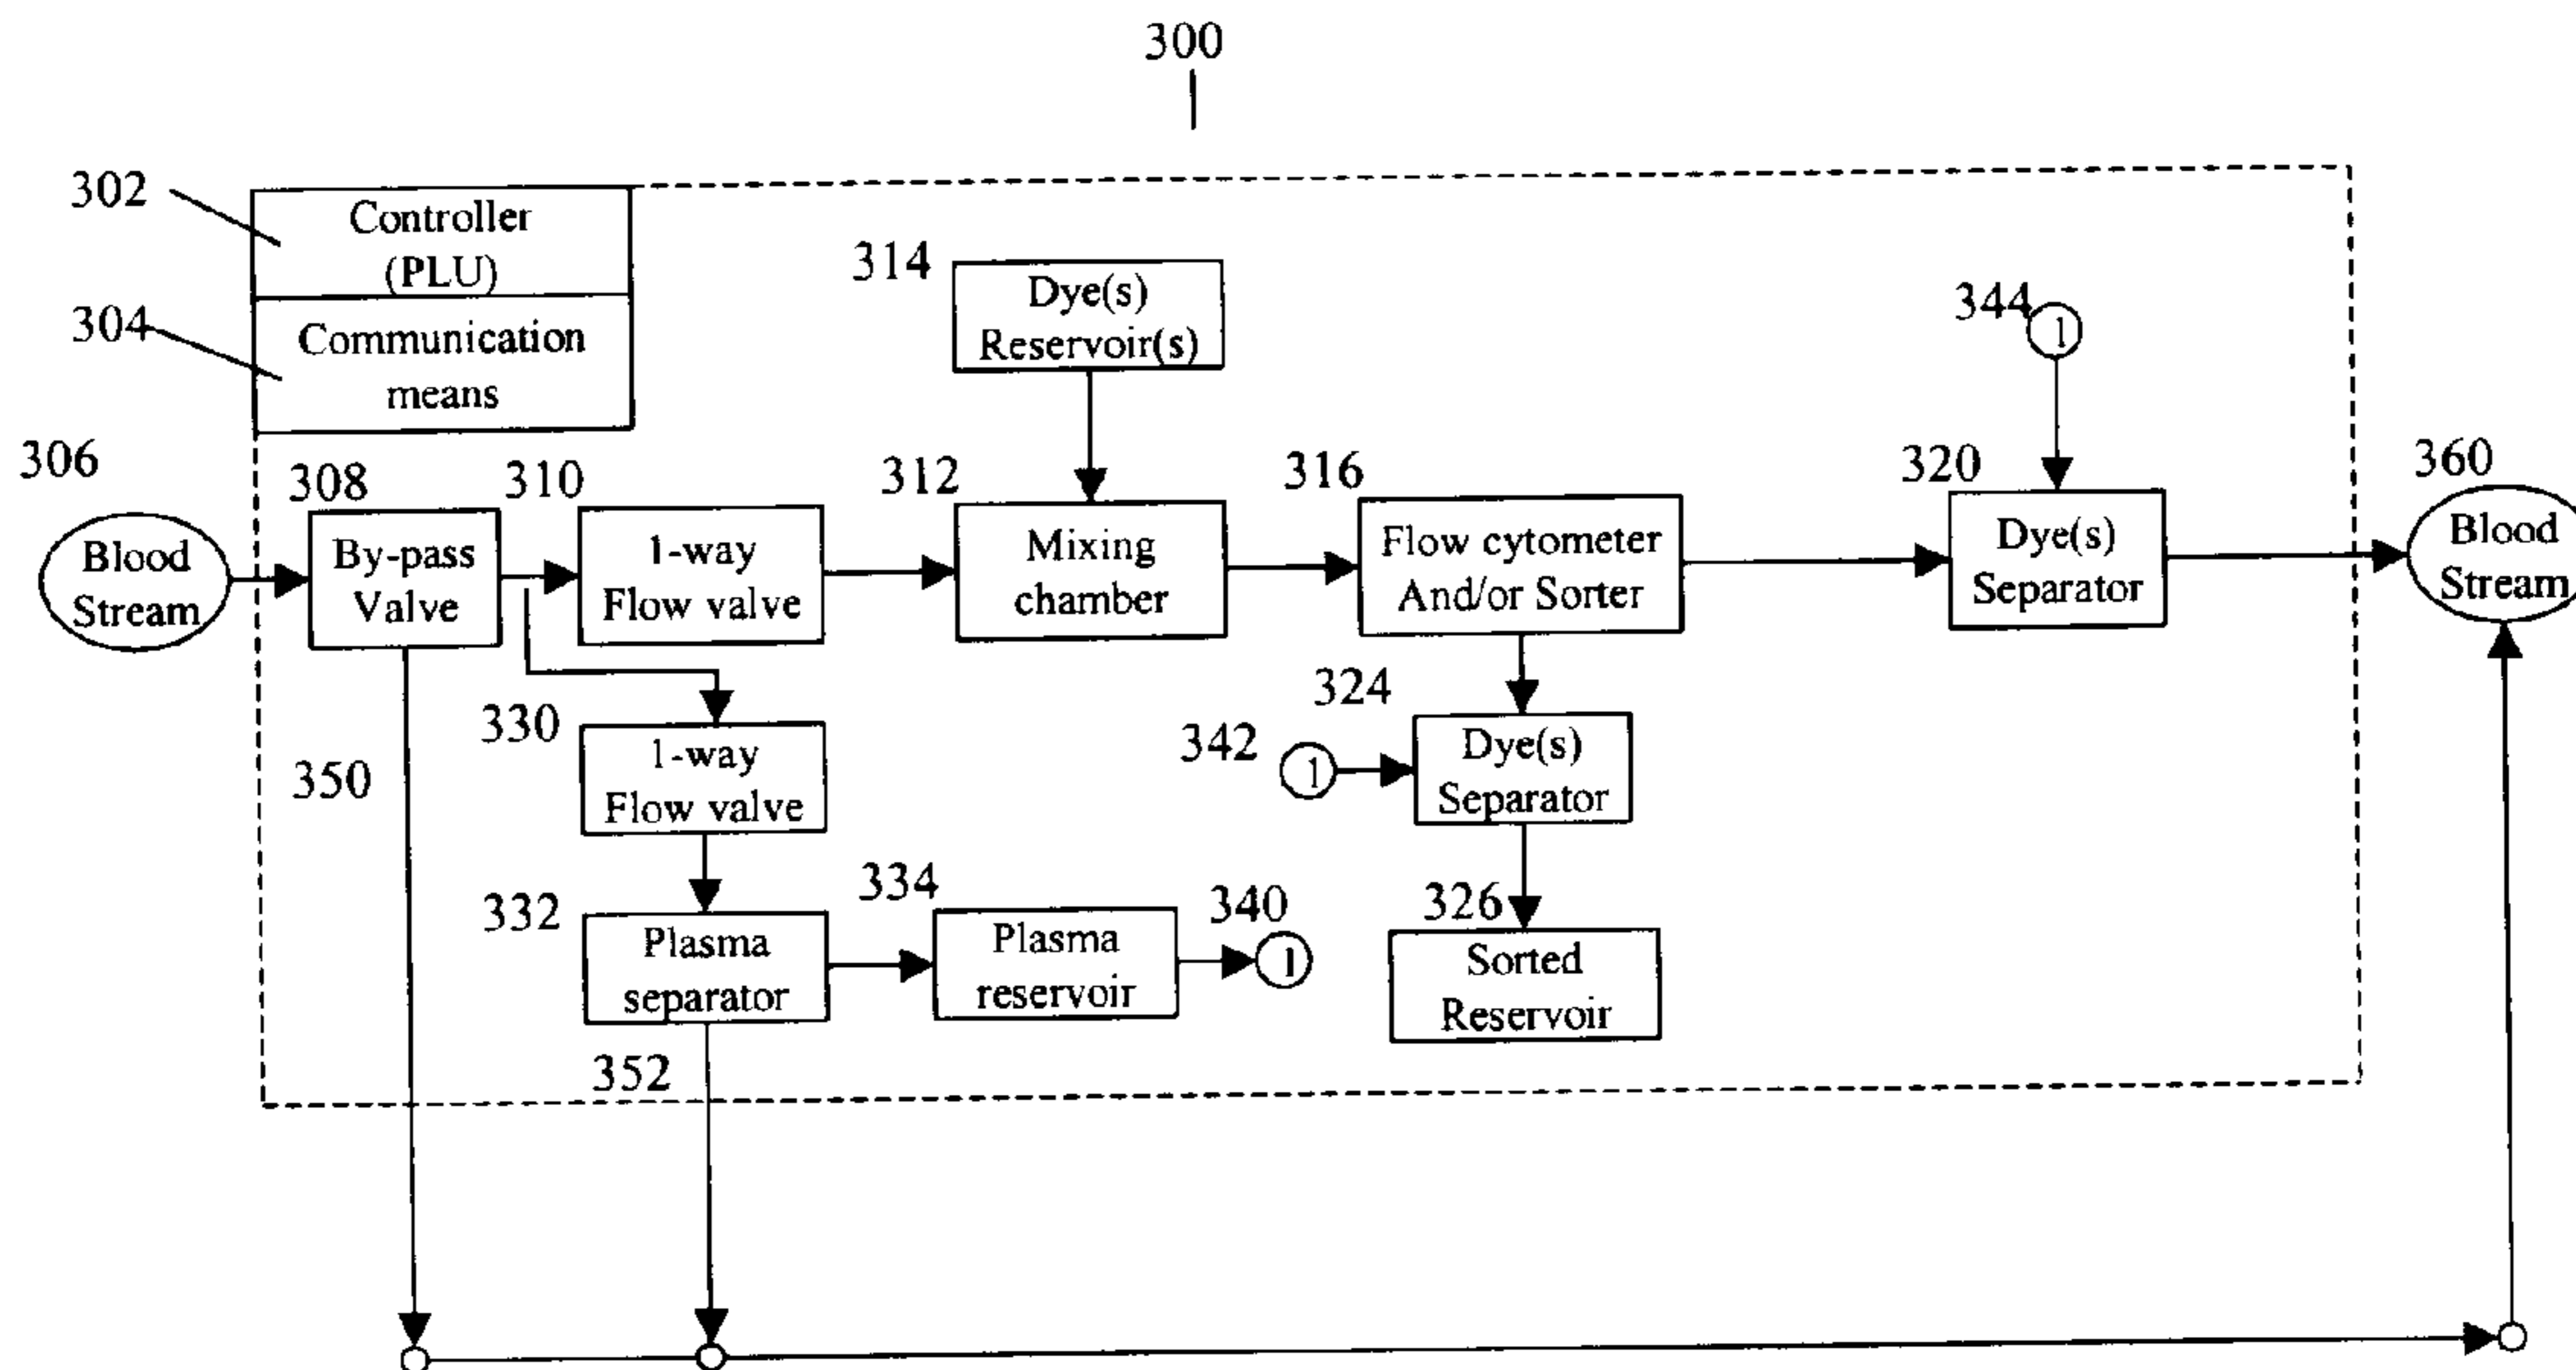 300
302
Controller
(PLU)
304
Communication
means
314
Dye(s)
Reservoir(s)
344
1
306
Blood
Stream
308
By-pass
Valve
310
1-way
Flow valve
312
Mixing
chamber
316
Flow cytometer
And/or Sorter
320
Dye(s)
Separator
360
Blood
Stream
350
330
1-way
Flow valve
342
1
324
Dye(s)
Separator
332
Plasma
separator
334
Plasma
reservoir
340
1
326
Sorted
Reservoir
352